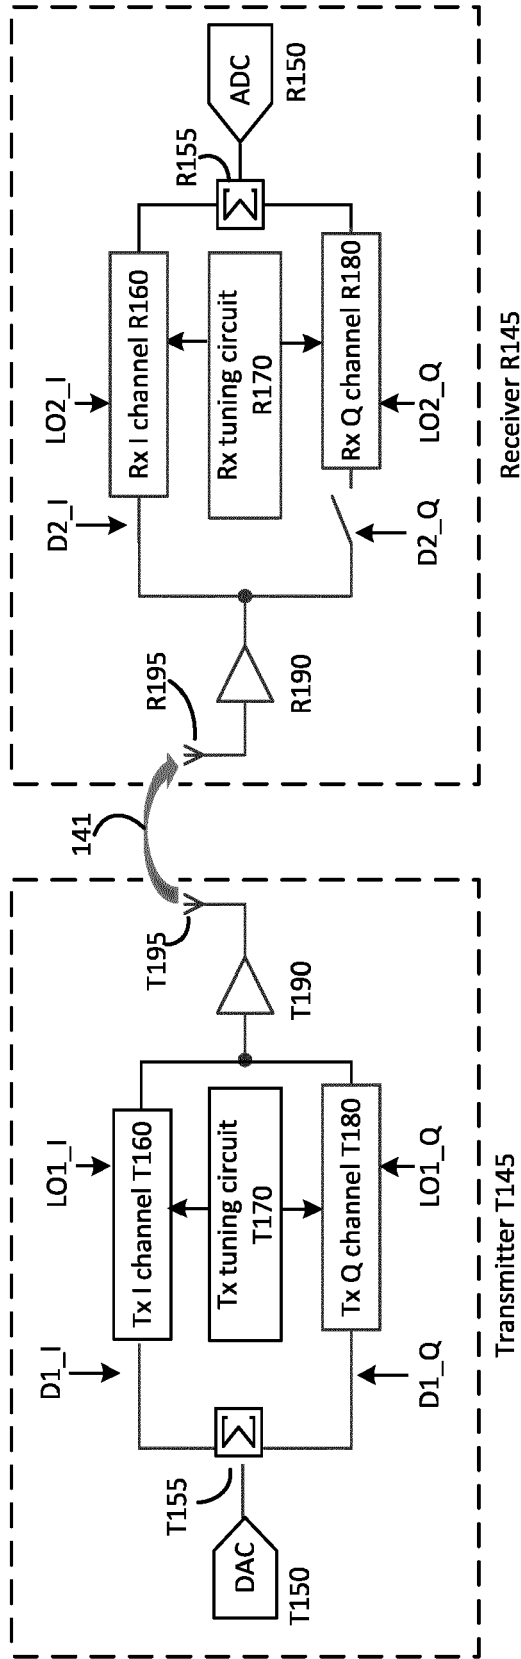 DAC
T150
T155
D1_I
LO1_I
Tx I channel T160
Tx tuning circuit
T170
Tx Q channel T180
D1_Q
LO1_Q
T190
T195
Transmitter T145
141
R195
R190
D2_I
LO2_I
Rx I channel R160
Rx tuning circuit
R170
Rx Q channel R180
D2_Q
LO2_Q
R155
ADC
R150
Receiver R145
Σ
Σ